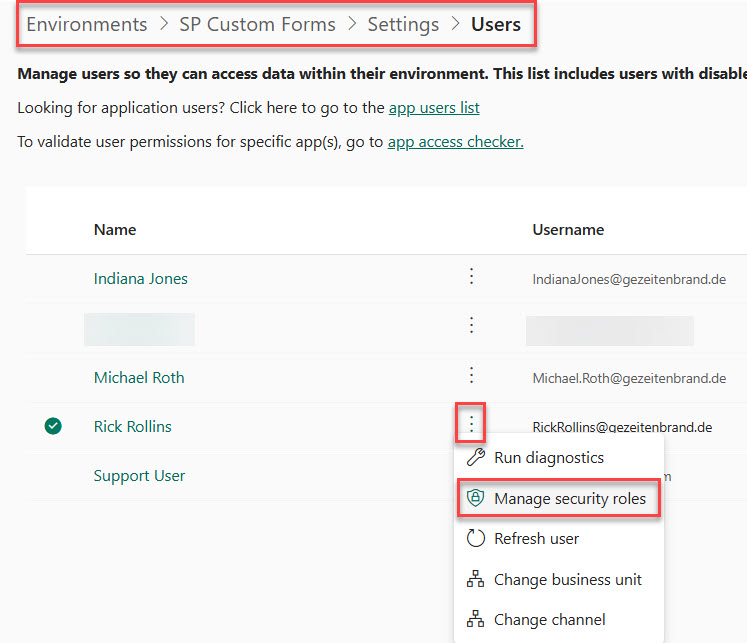 Environments > SP Custom Forms > Settings > Users
Manage users so they can access data within their environment. This list includes users with disable
Looking for application users? Click here to go to the app users list
To validate user permissions for specific app(s), go to app access checker.
Name Username
Indiana Jones IndianaJones@gezeitenbrand.de
Michael Roth Michael.Roth@gezeitenbrand.de
Rick Rollins RickRollins@gezeitenbrand.de
Run diagnostics
Support User m
Manage security roles
Refresh user
Change business unit
Change channel